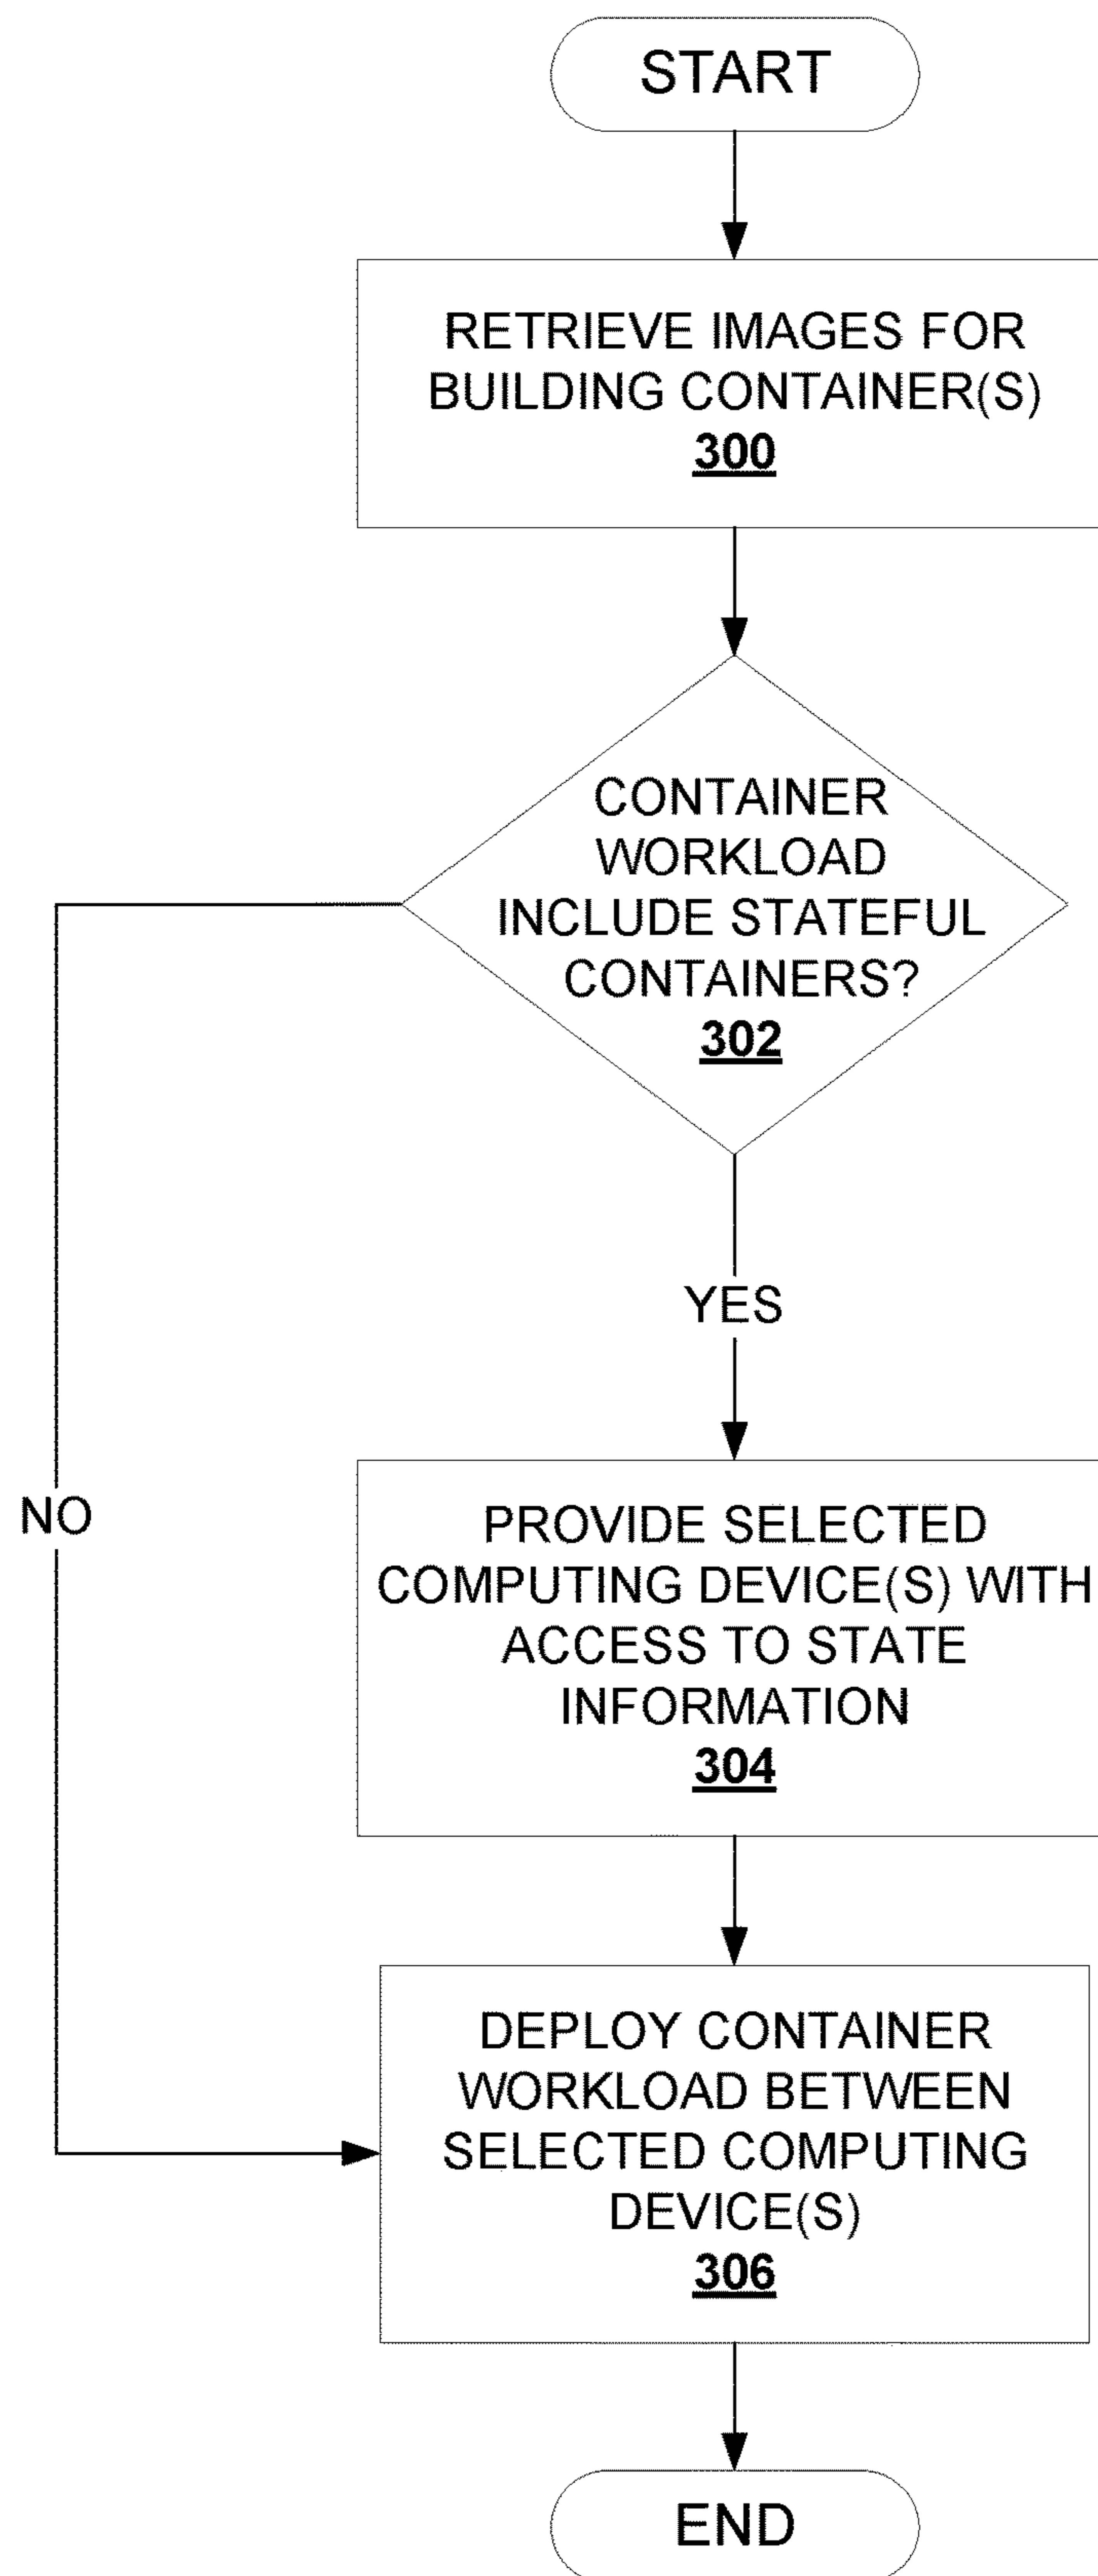 START
RETRIEVE IMAGES FOR
BUILDING CONTAINER(S)
300
CONTAINER
WORKLOAD
INCLUDE STATEFUL
CONTAINERS?
302
YES
NO
PROVIDE SELECTED
COMPUTING DEVICE(S) WITH
ACCESS TO STATE
INFORMATION
304
DEPLOY CONTAINER
WORKLOAD BETWEEN
SELECTED COMPUTING
DEVICE(S)
306
END